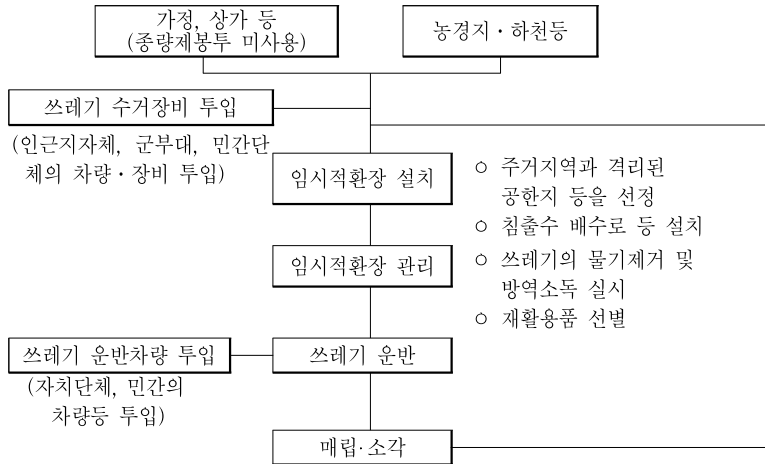 가정, 상가 등
(종량제봉투 미사용)
농경지·하천등
쓰레기 수거장비 투입
(인근지자체, 군부대, 민간단
체의 차량·장비 투입)
임시적환장 설치
○ 주거지역과 격리된
공한지 등을 선정
○ 침출수 배수로 등 설치
임시적환장 관리
○ 쓰레기의 물기제거 및
방역소독 실시
○ 재활용품 선별
쓰레기 운반차량 투입
(자치단체, 민간의
차량등 투입)
쓰레기 운반
매립·소각